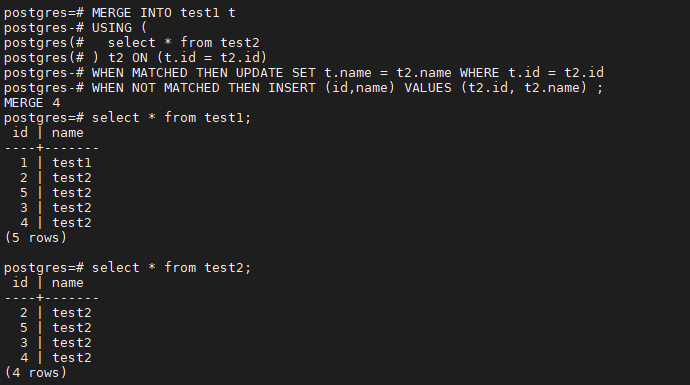 postgres=# MERGE INTO test1 t
postgres-# USING (
postgres(#   select * from test2
postgres(# ) t2 ON (t.id = t2.id)
postgres-# WHEN MATCHED THEN UPDATE SET t.name = t2.name WHERE t.id = t2.id
postgres-# WHEN NOT MATCHED THEN INSERT (id,name) VALUES (t2.id, t2.name) ;
MERGE 4
postgres=# select * from test1;
 id | name
----+-------
  1 | test1
  2 | test2
  5 | test2
  3 | test2
  4 | test2
(5 rows)

postgres=# select * from test2;
 id | name
----+-------
  2 | test2
  5 | test2
  3 | test2
  4 | test2
(4 rows)